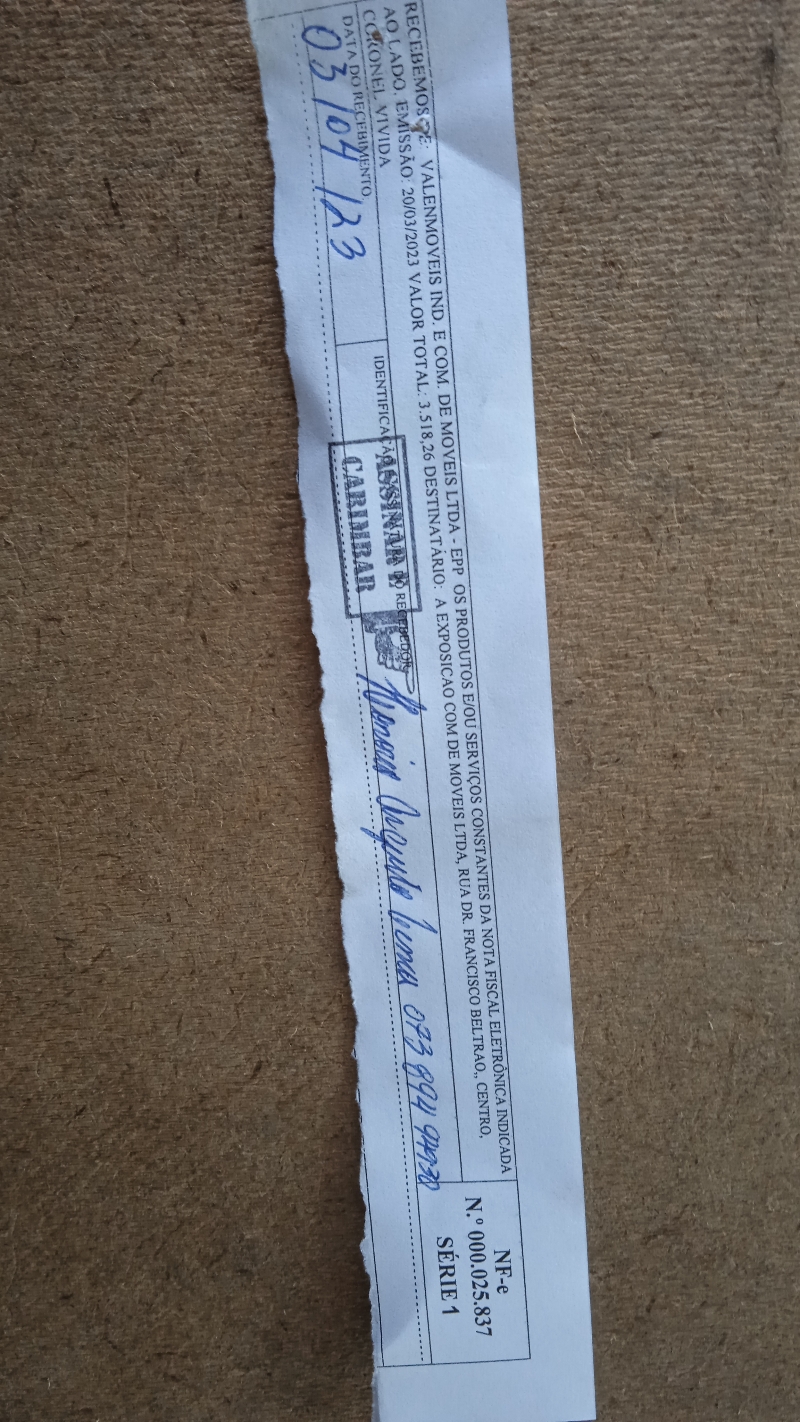 RECEBEMOS DE: VALENMOVEIS IND. E COM. DE MOVEIS LTDA - EPP OS PRODUTOS E/OU SERVIÇOS CONSTANTES DA NOTA FISCAL ELETRÔNICA INDICADA
AO LADO. EMISSÃO: 20/03/2023 VALOR TOTAL: 3.518,26 DESTINATÁRIO: A EXPOSICAO COM DE MOVEIS LTDA, RUA DR. FRANCISCO BELTRAO,, CENTRO,
CORONEL VIVIDA
NF-e
N.º 000.025.837
SÉRIE 1
DATA DO RECEBIMENTO
03/04/23
IDENTIFICAÇÃO E ASSINATURA DO RECEBEDOR
ASSINAR E
CARIMBAR
073 894